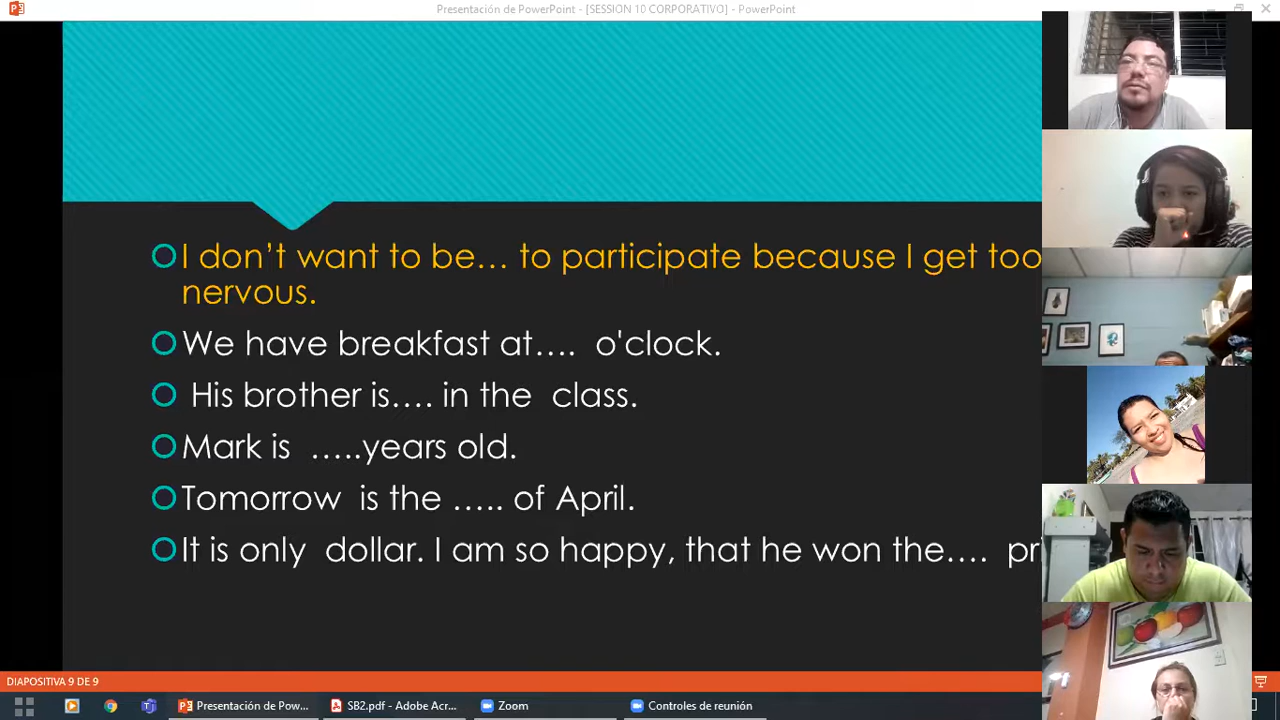 Presentación de PowerPoint - [SESSION 10 CORPORATIVO] - PowerPoint
I don't want to be... to participate because I get too
nervous.
We have breakfast at.... o'clock.
His brother is.... in the class.
Mark is .....years old.
Tomorrow is the ..... of April.
It is only dollar. I am so happy, that he won the....
DIAPOSITIVA 9 DE 9
Presentación de Pow... SB2.pdf - Adobe Acr... Zoom Controles de reunión